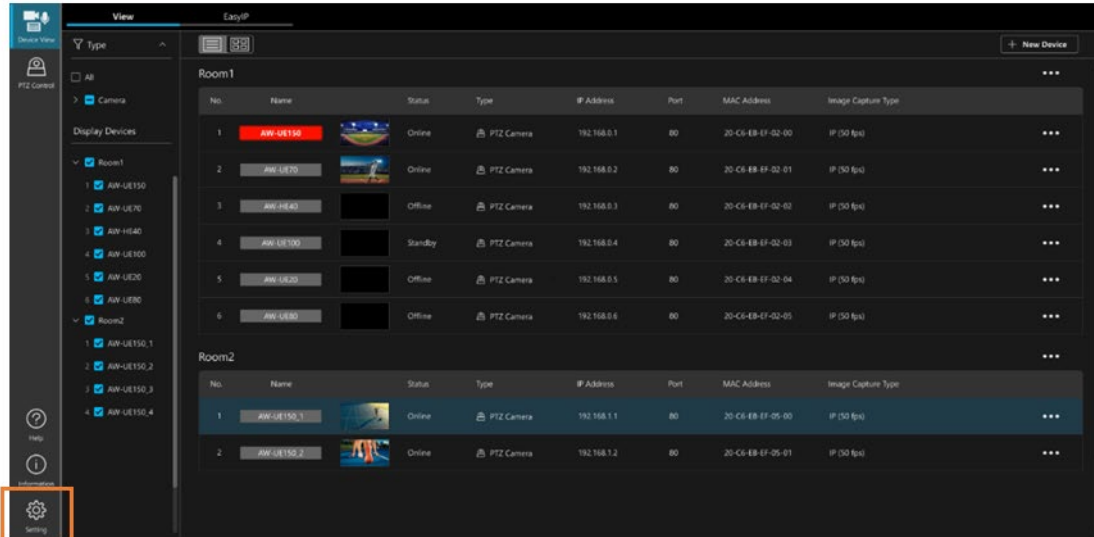 View EasyIP
Device View
PTZ Control
Type
All
Camera
Display Devices
Room1
1 AW-UE150
2 AW-UE70
3 AW-HE40
4 AW-UE100
5 AW-UE20
6 AW-UE80
Room2
1 AW-UE150_1
2 AW-UE150_2
3 AW-UE150_3
4 AW-UE150_4
Help
Information
Setting
+ New Device
Room1
No. Name Status Type IP Address Port MAC Address Image Capture Type
1 AW-UE150 Online PTZ Camera 192.168.0.1 80 20-C6-EB-EF-02-00 IP (50 fps)
2 AW-UE70 Online PTZ Camera 192.168.0.2 80 20-C6-EB-EF-02-01 IP (50 fps)
3 AW-HE40 Offline PTZ Camera 192.168.0.3 80 20-C6-EB-EF-02-02 IP (50 fps)
4 AW-UE100 Standby PTZ Camera 192.168.0.4 80 20-C6-EB-EF-02-03 IP (50 fps)
5 AW-UE20 Offline PTZ Camera 192.168.0.5 80 20-C6-EB-EF-02-04 IP (50 fps)
6 AW-UE80 Offline PTZ Camera 192.168.0.6 80 20-C6-EB-EF-02-05 IP (50 fps)
Room2
No. Name Status Type IP Address Port MAC Address Image Capture Type
1 AW-UE150_1 Online PTZ Camera 192.168.1.1 80 20-C6-EB-EF-05-00 IP (50 fps)
2 AW-UE150_2 Online PTZ Camera 192.168.1.2 80 20-C6-EB-EF-05-01 IP (50 fps)